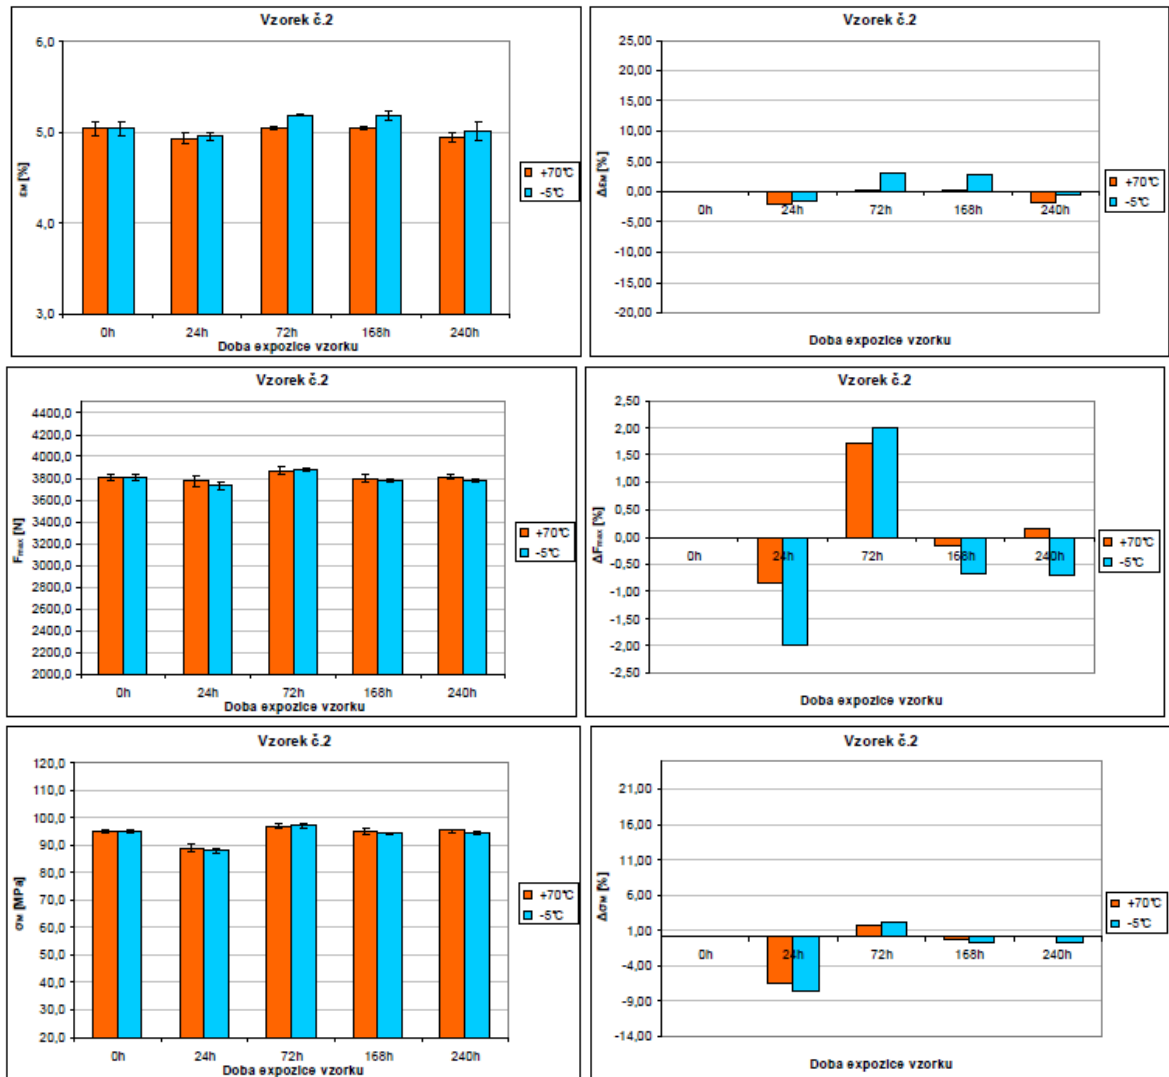 Vzorek č.2
6,0
5,0
4,0
3,0
εM [%]
0h 24h 72h 168h 240h
Doba expozice vzorku
+70°C
-5°C
Vzorek č.2
25,00
20,00
15,00
10,00
5,00
0,00
-5,00
-10,00
-15,00
-20,00
ΔεM [%]
0h 24h 72h 168h 240h
Doba expozice vzorku
+70°C
-5°C
Vzorek č.2
4400,0
4200,0
4000,0
3800,0
3600,0
3400,0
3200,0
3000,0
2800,0
2600,0
2400,0
2200,0
2000,0
Fmax [N]
0h 24h 72h 168h 240h
Doba expozice vzorku
+70°C
-5°C
Vzorek č.2
2,50
2,00
1,50
1,00
0,50
0,00
-0,50
-1,00
-1,50
-2,00
-2,50
ΔFmax [%]
0h 24h 72h 168h 240h
Doba expozice vzorku
+70°C
-5°C
Vzorek č.2
120,0
110,0
100,0
90,0
80,0
70,0
60,0
50,0
40,0
30,0
20,0
σM [MPa]
0h 24h 72h 168h 240h
Doba expozice vzorku
+70°C
-5°C
Vzorek č.2
21,00
16,00
11,00
6,00
1,00
-4,00
-9,00
-14,00
ΔσM [%]
0h 24h 72h 168h 240h
Doba expozice vzorku
+70°C
-5°C